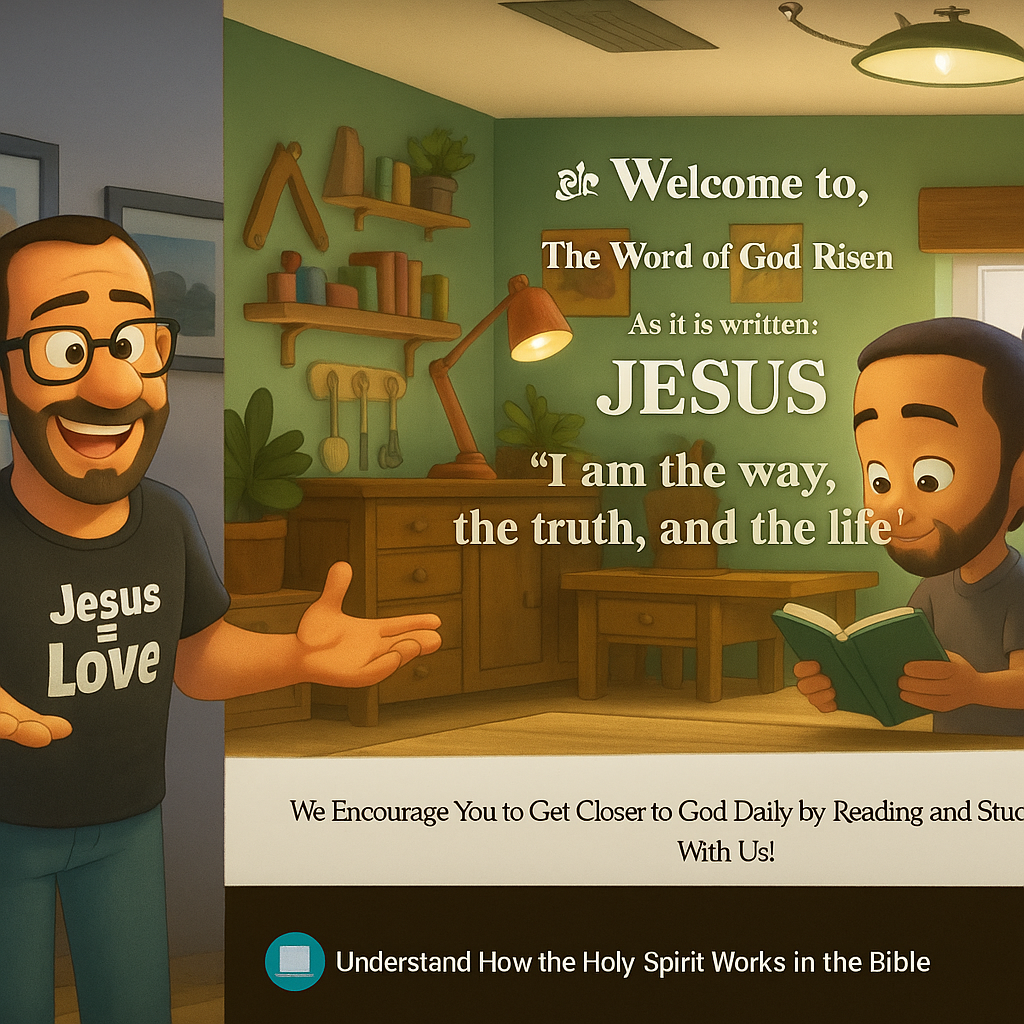 Jesus
=
Love
Welcome to,
The Word of God Risen
As it is written:
JESUS
“I am the way,
the truth, and the life'
We Encourage You to Get Closer to God Daily by Reading and
With Us!
Understand How the Holy Spirit Works in the Bible